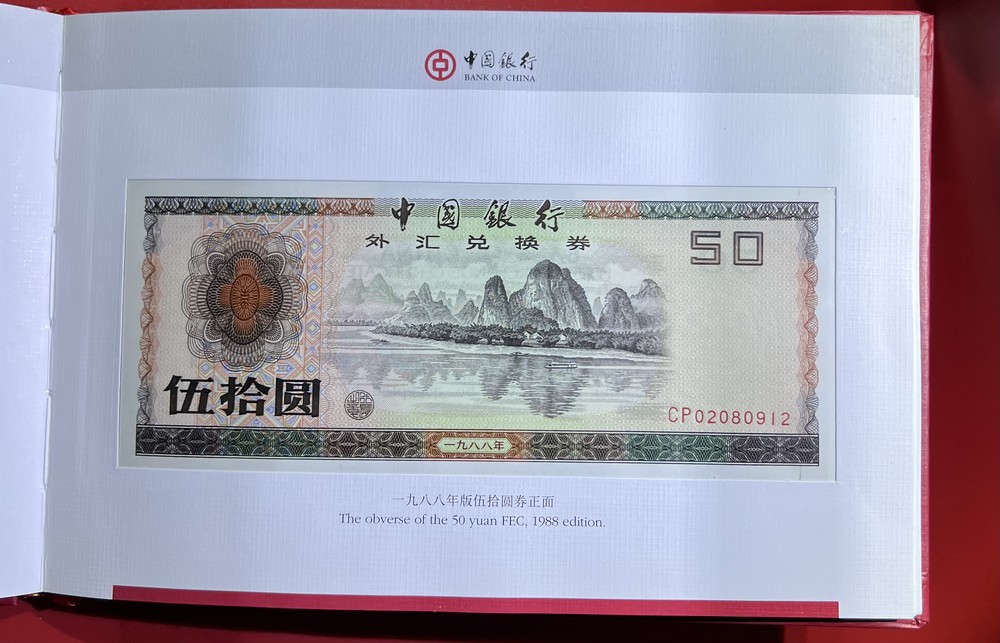 中国銀行
BANK OF CHINA
中国銀行
外汇兑换券
50
伍拾圆
CP02080912
一九八八年
一九八八年版伍拾圆券正面
The obverse of the 50 yuan FEC, 1988 edition.